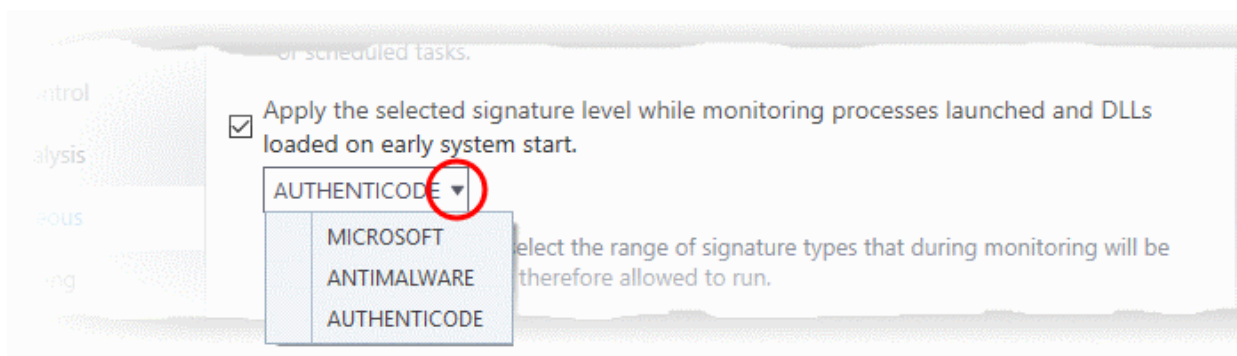 or scheduled tasks.
ntrol
Apply the selected signature level while monitoring processes launched and DLLs
loaded on early system start.
alysis
AUTHENTICODE
eous
MICROSOFT
elect the range of signature types that during monitoring will be
ANTIMALWARE
therefore allowed to run.
ng
AUTHENTICODE